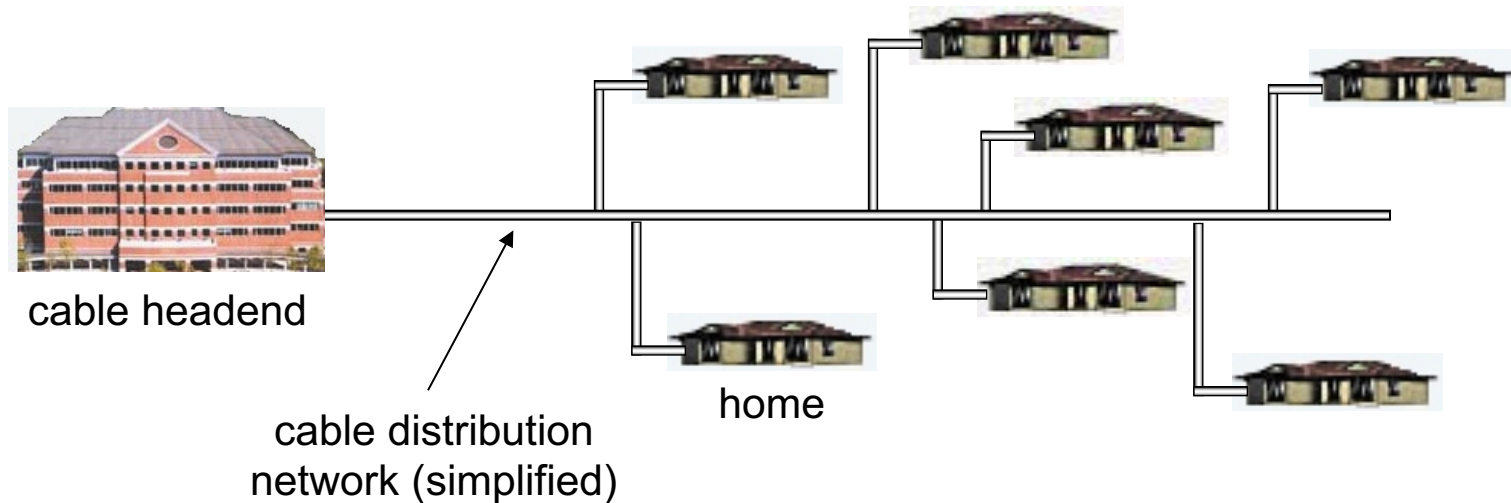 cable headend
home
cable distribution
network (simplified)